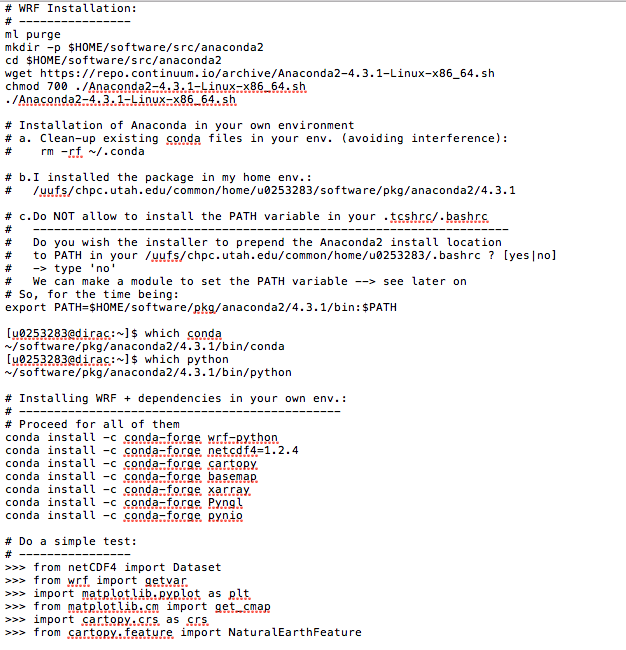 # WRF Installation:
# ----------------
ml purge
mkdir -p $HOME/software/src/anaconda2
cd $HOME/software/src/anaconda2
wget https://repo.continuum.io/archive/Anaconda2-4.3.1-Linux-x86_64.sh
chmod 700 ./Anaconda2-4.3.1-Linux-x86_64.sh
./Anaconda2-4.3.1-Linux-x86_64.sh
# Installation of Anaconda in your own environment
# a. Clean-up existing conda files in your env. (avoiding interference):
#    rm -rf ~/.conda
# b.I installed the package in my home env.:
#   /uufs/chpc.utah.edu/common/home/u0253283/software/pkg/anaconda2/4.3.1
# c.Do NOT allow to install the PATH variable in your .tcshrc/.bashrc
#   ---------------------------------------------------------------------
#   Do you wish the installer to prepend the Anaconda2 install location
#   to PATH in your /uufs/chpc.utah.edu/common/home/u0253283/.bashrc ? [yes|no]
#   -> type 'no'
#   We can make a module to set the PATH variable --> see later on
# So, for the time being:
export PATH=$HOME/software/pkg/anaconda2/4.3.1/bin:$PATH
[u0253283@dirac:~]$ which conda
~/software/pkg/anaconda2/4.3.1/bin/conda
[u0253283@dirac:~]$ which python
~/software/pkg/anaconda2/4.3.1/bin/python
# Installing WRF + dependencies in your own env.:
# ----------------------------------------------
# Proceed for all of them
conda install -c conda-forge wrf-python
conda install -c conda-forge netcdf4=1.2.4
conda install -c conda-forge cartopy
conda install -c conda-forge basemap
conda install -c conda-forge xarray
conda install -c conda-forge Pyngl
conda install -c conda-forge pynio
# Do a simple test:
# ----------------
>>> from netCDF4 import Dataset
>>> from wrf import getvar
>>> import matplotlib.pyplot as plt
>>> from matplotlib.cm import get_cmap
>>> import cartopy.crs as crs
>>> from cartopy.feature import NaturalEarthFeature